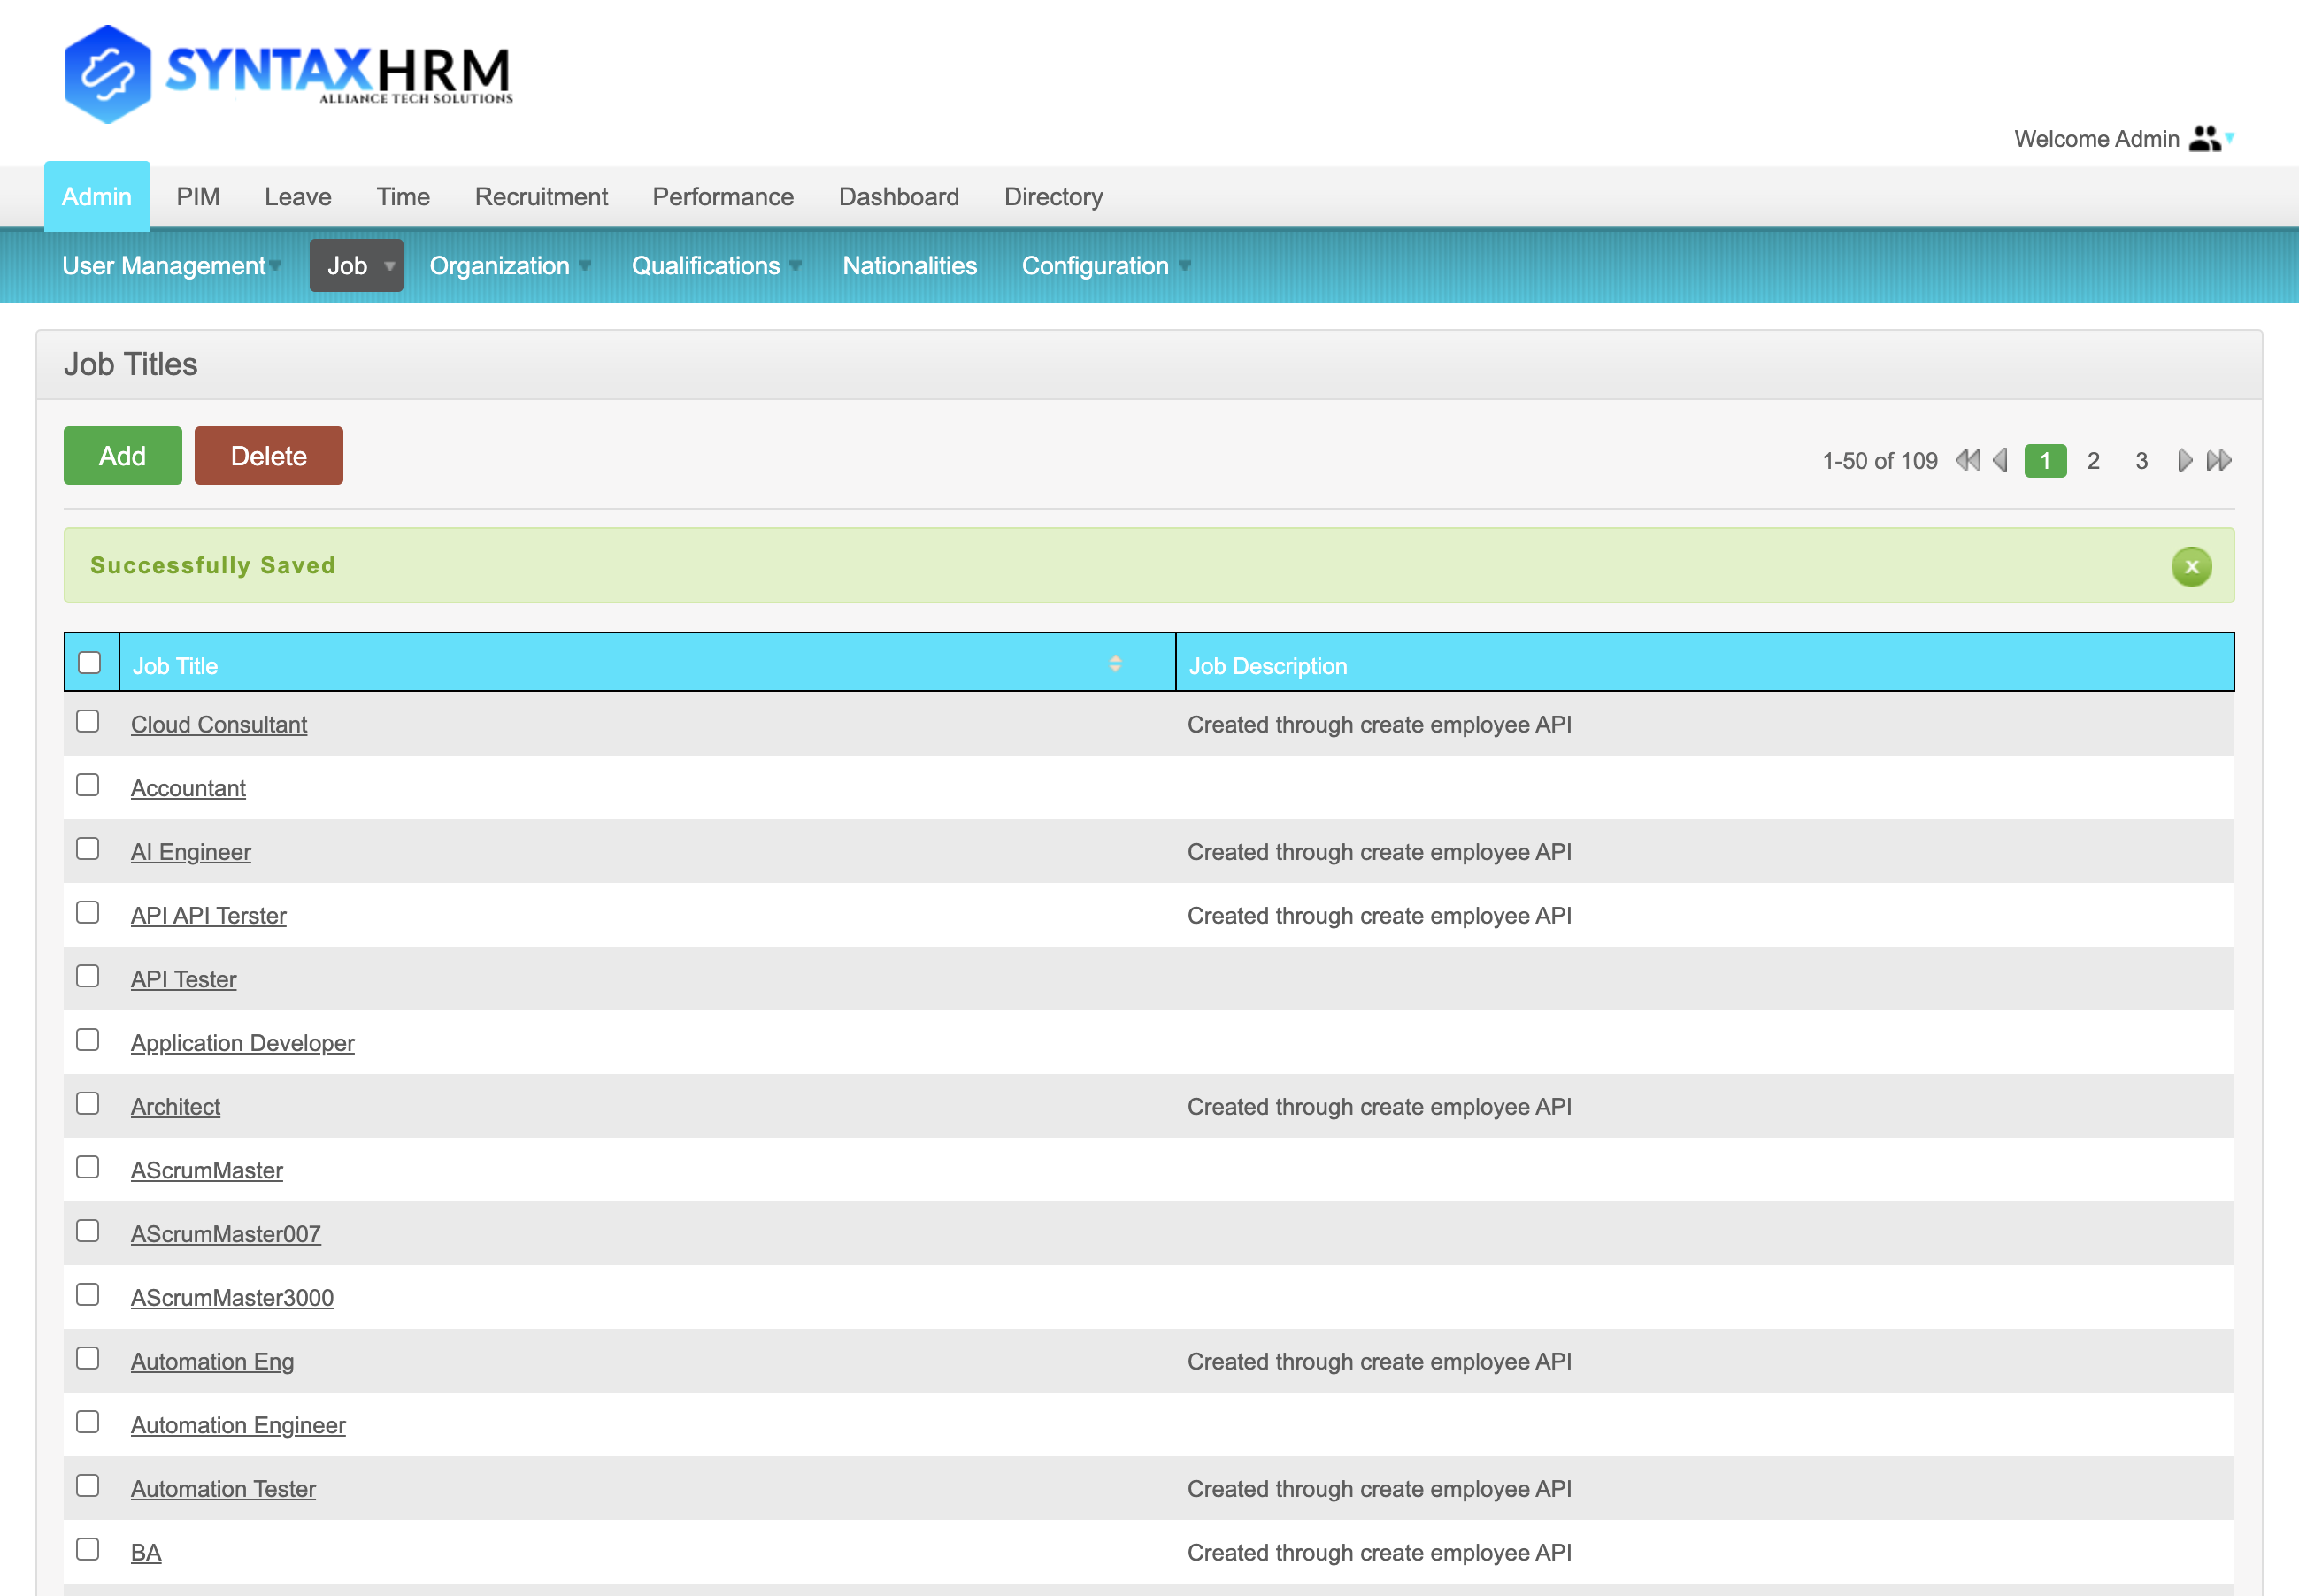 SYNTAXHRM
ALLIANCE TECH SOLUTIONS
Welcome Admin
Admin PIM Leave Time Recruitment Performance Dashboard Directory
User Management Job Organization Qualifications Nationalities Configuration
Job Titles
Add Delete 1-50 of 109 1 2 3
Successfully Saved x
Job Title Job Description
Cloud Consultant Created through create employee API
Accountant
AI Engineer Created through create employee API
API API Terster Created through create employee API
API Tester
Application Developer
Architect Created through create employee API
AScrumMaster
AScrumMaster007
AScrumMaster3000
Automation Eng Created through create employee API
Automation Engineer
Automation Tester Created through create employee API
BA Created through create employee API